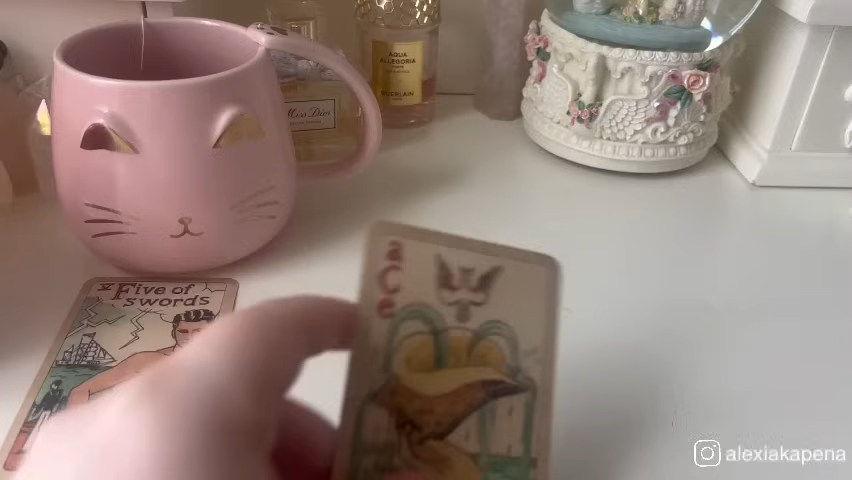 AQUA
ALLEGORIA
GUERLAIN
Miss Dior
ace
V Five of
swords
alexiakapena